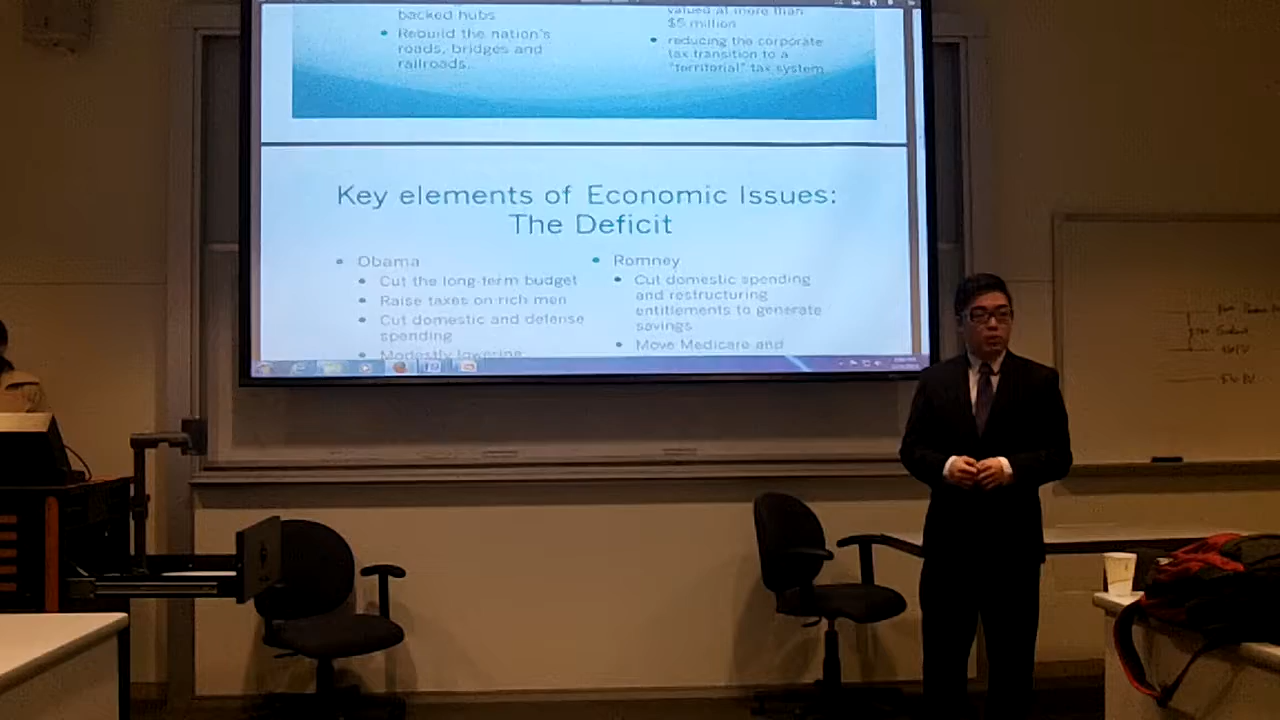 backed hubs
Rebuild the nation's
roads, bridges and
railroads.
valued at more than
$5 million
reducing the corporate
tax transition to a
"territorial" tax system
Key elements of Economic Issues:
The Deficit
Obama
Cut the long-term budget
Raise taxes on rich men
Cut domestic and defense
spending
Modestly lowering
Romney
Cut domestic spending
and restructuring
entitlements to generate
savings
Move Medicare and